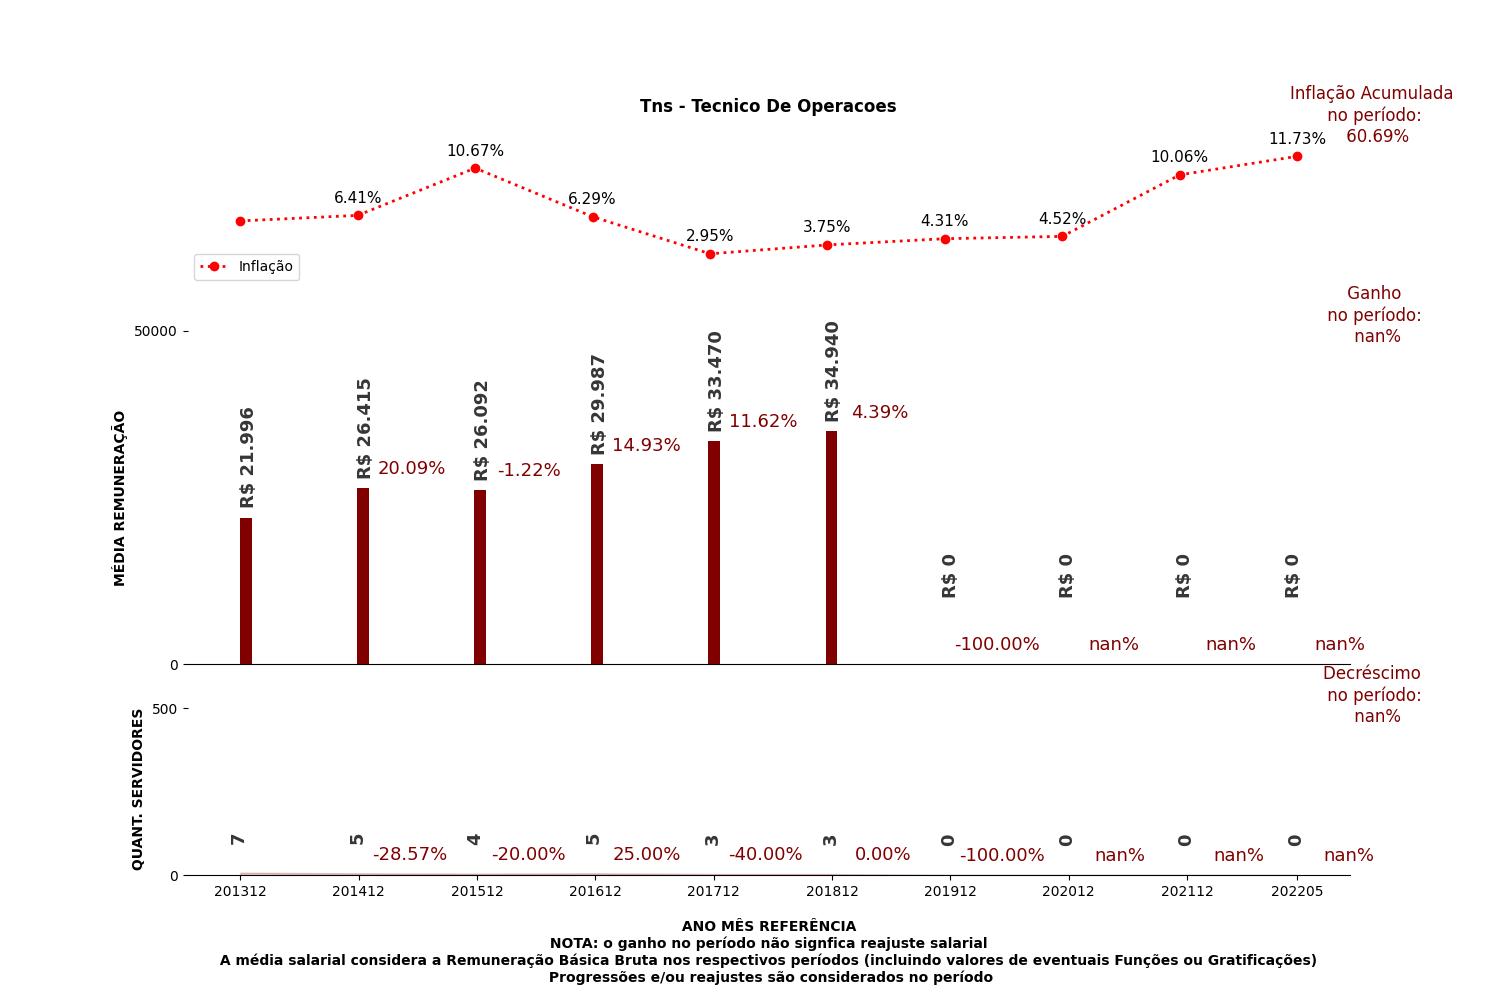 Tns - Tecnico De Operacoes
Inflação Acumulada
no período:
60.69%
6.41%
10.67%
6.29%
2.95%
3.75%
4.31%
4.52%
10.06%
11.73%
Inflação
Ganho
no período:
nan%
MÉDIA REMUNERAÇÃO
50000
0
R$ 21.996
R$ 26.415
R$ 26.092
R$ 29.987
R$ 33.470
R$ 34.940
R$ 0
R$ 0
R$ 0
R$ 0
20.09%
-1.22%
14.93%
11.62%
4.39%
-100.00%
nan%
nan%
nan%
Decréscimo
no período:
nan%
QUANT. SERVIDORES
500
0
7
5
4
5
3
3
0
0
0
0
-28.57%
-20.00%
25.00%
-40.00%
0.00%
-100.00%
nan%
nan%
nan%
201312
201412
201512
201612
201712
201812
201912
202012
202112
202205
ANO MÊS REFERÊNCIA
NOTA: o ganho no período não signfica reajuste salarial
A média salarial considera a Remuneração Básica Bruta nos respectivos períodos (incluindo valores de eventuais Funções ou Gratificações)
Progressões e/ou reajustes são considerados no período